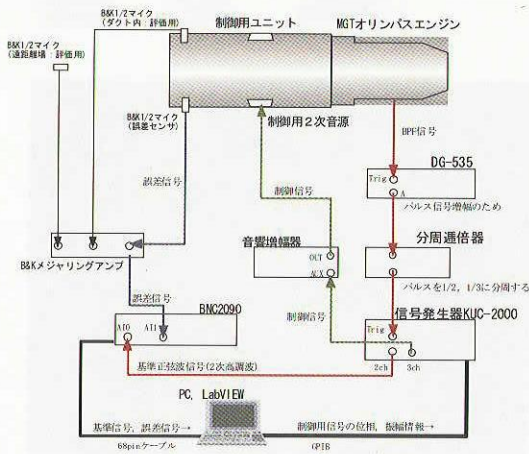 B&K1/2マイク
(ダクト内:評価用)
制御用ユニット
MGTオリンパスエンジン
B&K1/2マイク
(遠距離場:評価用)
B&K1/2マイク
(誤差センサ)
制御用２次音源
BPF信号
DG-535
Trig
A
パルス信号増幅のため
誤差信号
制御信号
音響増幅器
OUT
AUX
分周逓倍器
パルスを1/2, 1/3に分周する
B&Kメジャリングアンプ
誤差信号
BNC2090
AI0
AI1
制御信号
信号発生器KUC-2000
Trig
2ch
3ch
基準正弦波信号(2次高調波)
PC, LabVIEW
基準信号, 誤差信号→
制御用信号の位相, 振幅情報→
68pinケーブル
GPIB